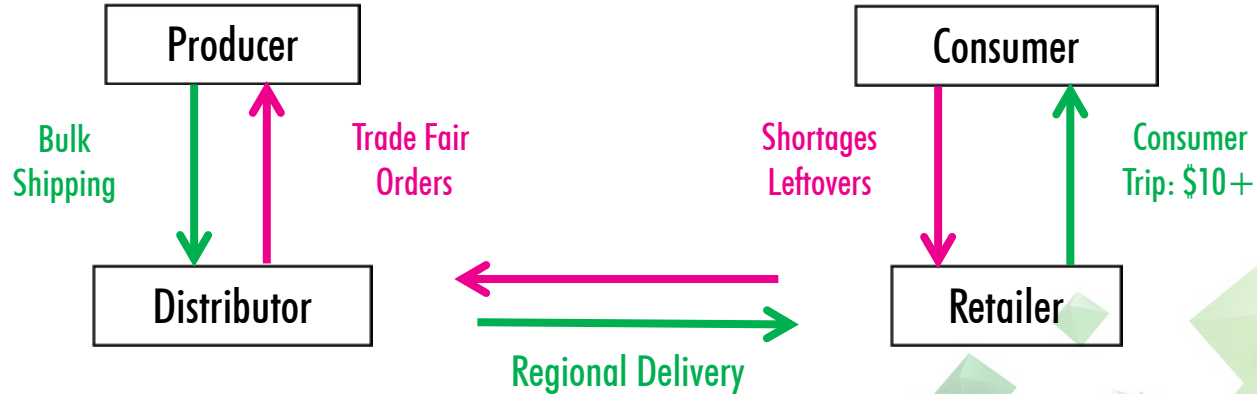 Producer
Consumer
Bulk
Shipping
Trade Fair
Orders
Shortages
Leftovers
Consumer
Trip: $10+
Distributor
Retailer
Regional Delivery